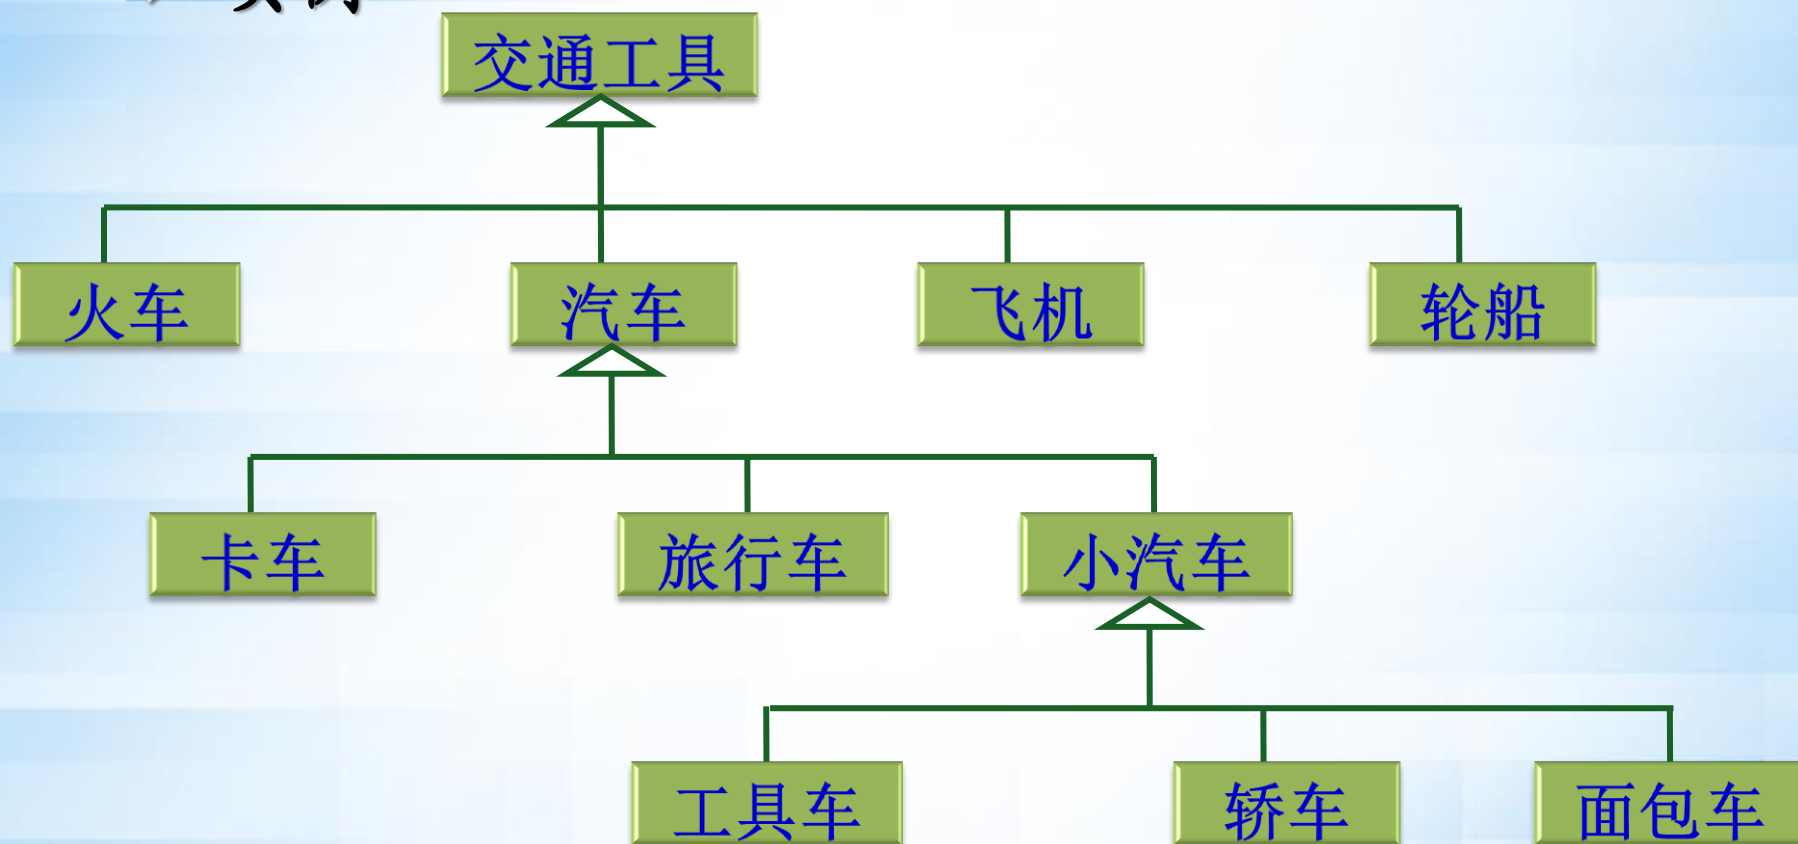 交通工具
火车 汽车 飞机 轮船
卡车 旅行车 小汽车
工具车 轿车 面包车